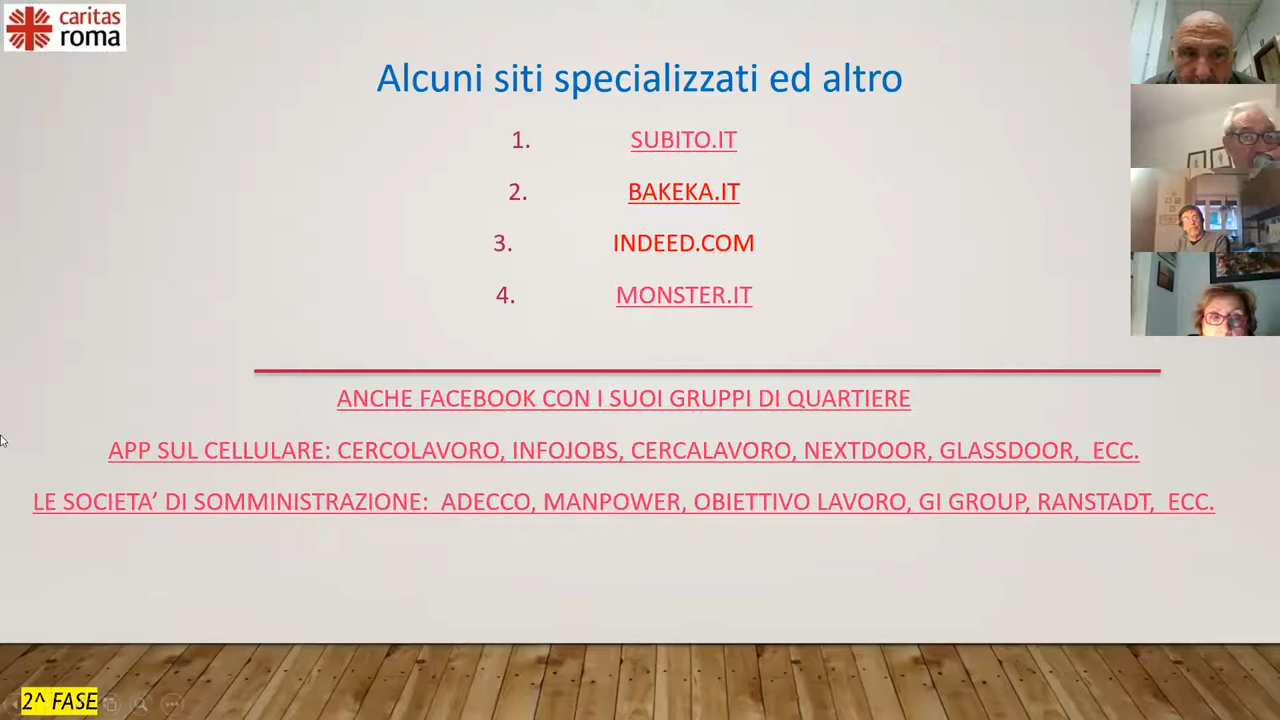 caritas
roma
Alcuni siti specializzati ed altro
1. SUBITO.IT
2. BAKEKA.IT
3. INDEED.COM
4. MONSTER.IT
ANCHE FACEBOOK CON I SUOI GRUPPI DI QUARTIERE
APP SUL CELLULARE: CERCOLAVORO, INFOJOBS, CERCALAVORO, NEXTDOOR, GLASSDOOR, ECC.
LE SOCIETA’ DI SOMMINISTRAZIONE: ADECCO, MANPOWER, OBIETTIVO LAVORO, GI GROUP, RANSTADT, ECC.
2^ FASE